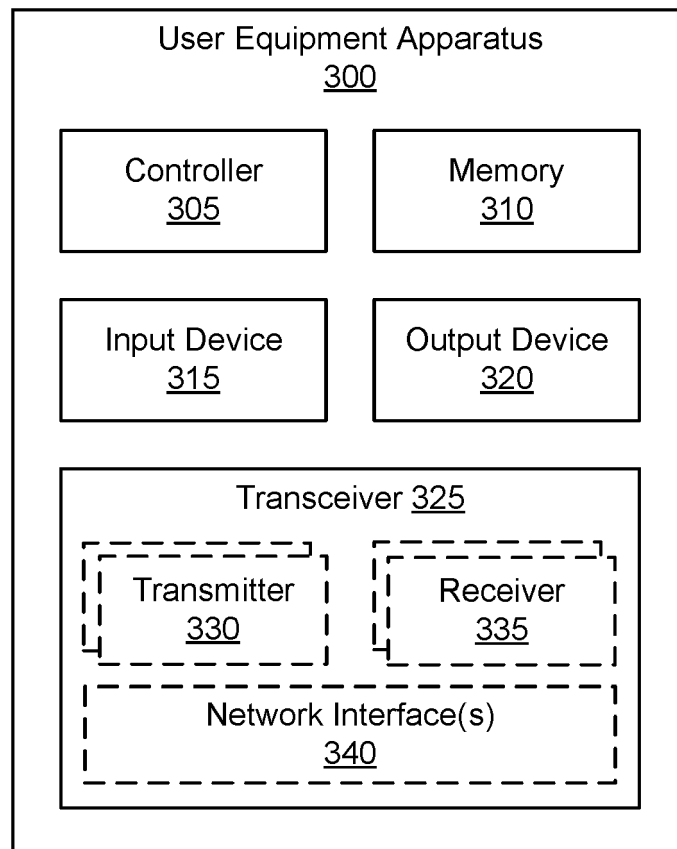 User Equipment Apparatus
300
Controller
305
Memory
310
Input Device
315
Output Device
320
Transceiver 325
Transmitter
330
Receiver
335
Network Interface(s)
340